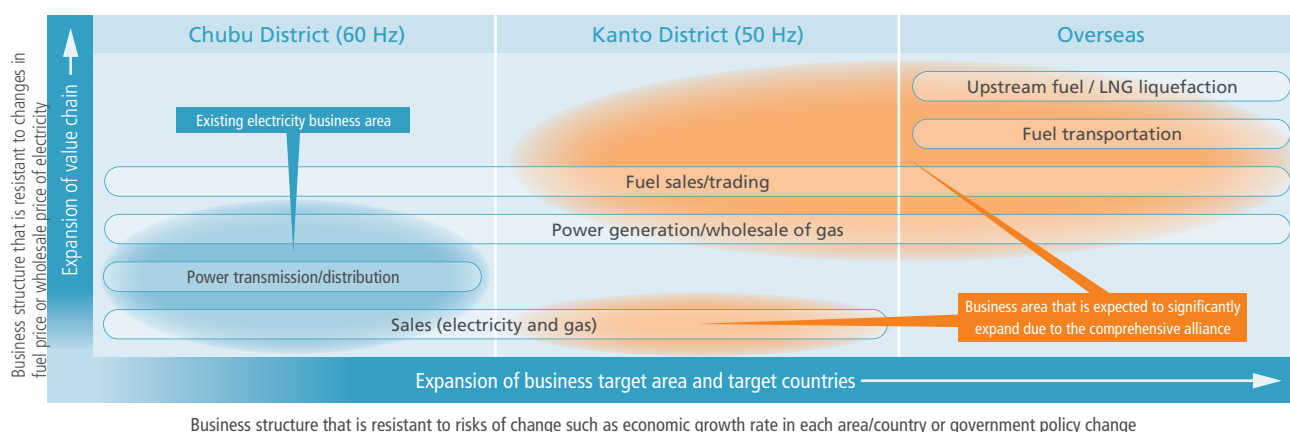 Chubu District (60 Hz)
Kanto District (50 Hz)
Overseas
Business structure that is resistant to changes in
fuel price or wholesale price of electricity
Expansion of value chain
Upstream fuel / LNG liquefaction
Existing electricity business area
Fuel transportation
Fuel sales/trading
Power generation/wholesale of gas
Power transmission/distribution
Sales (electricity and gas)
Business area that is expected to significantly
expand due to the comprehensive alliance
Expansion of business target area and target countries
Business structure that is resistant to risks of change such as economic growth rate in each area/country or government policy change